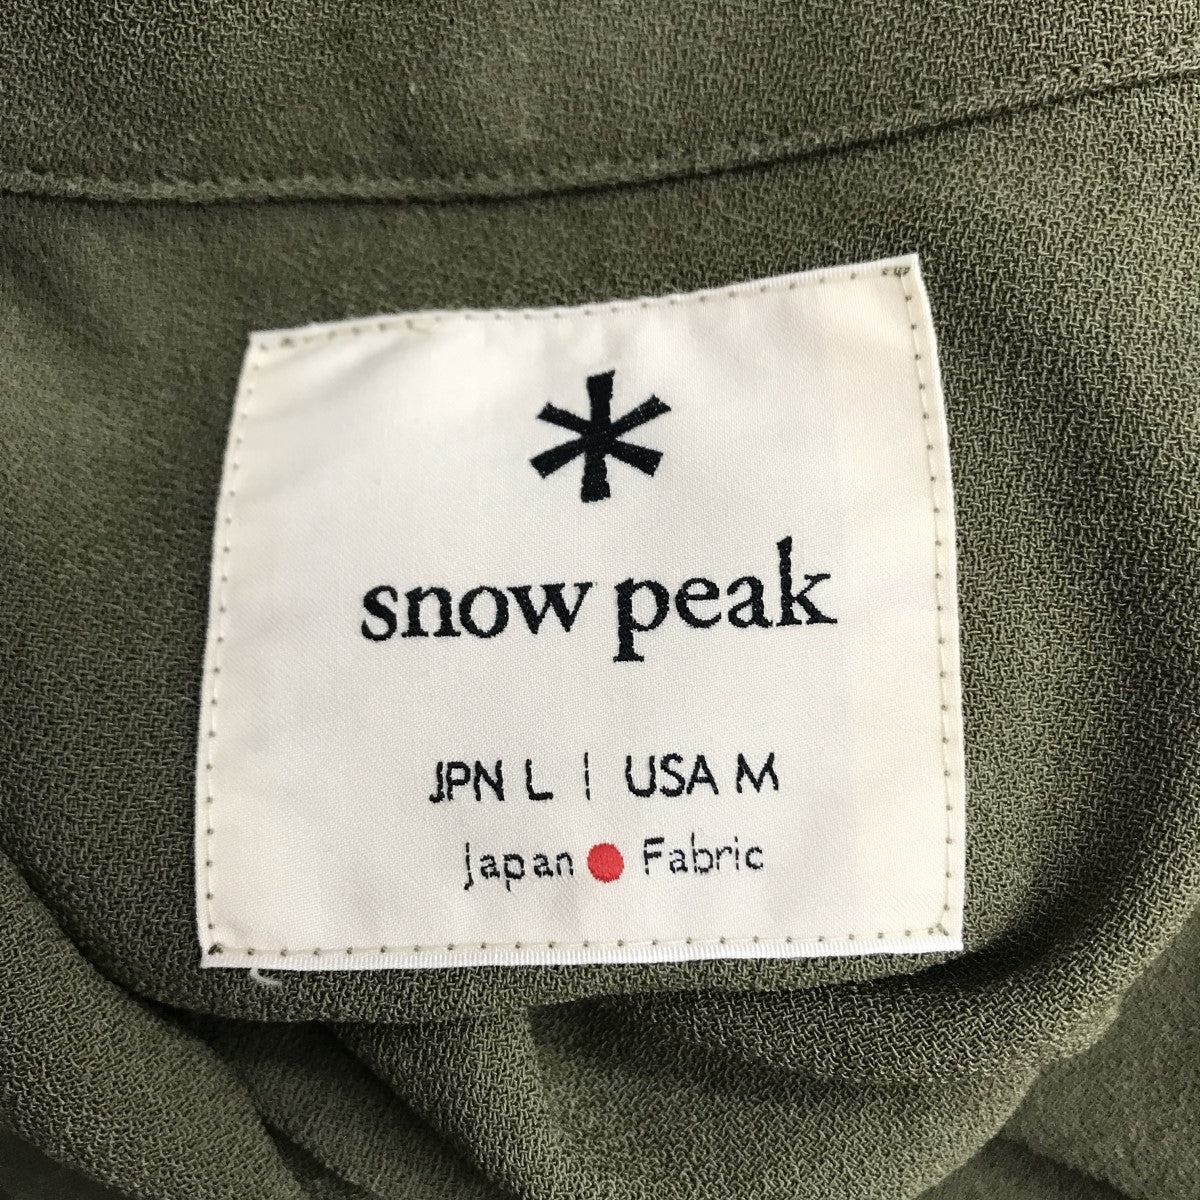 snow peak
JPN L | USA M
Japan Fabric